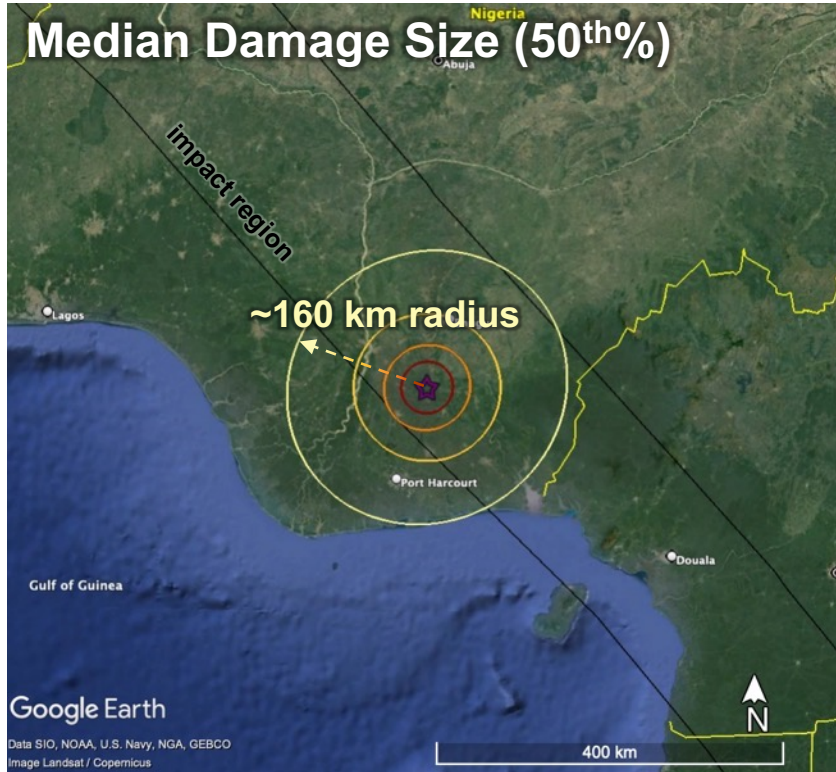 Nigeria
Median Damage Size (50th%)
Abuja
impact region
~160 km radius
Lagos
Port Harcourt
Douala
Gulf of Guinea
Google Earth
N
Data SIO, NOAA, U.S. Navy, NGA, GEBCO
Image Landsat / Copernicus
400 km